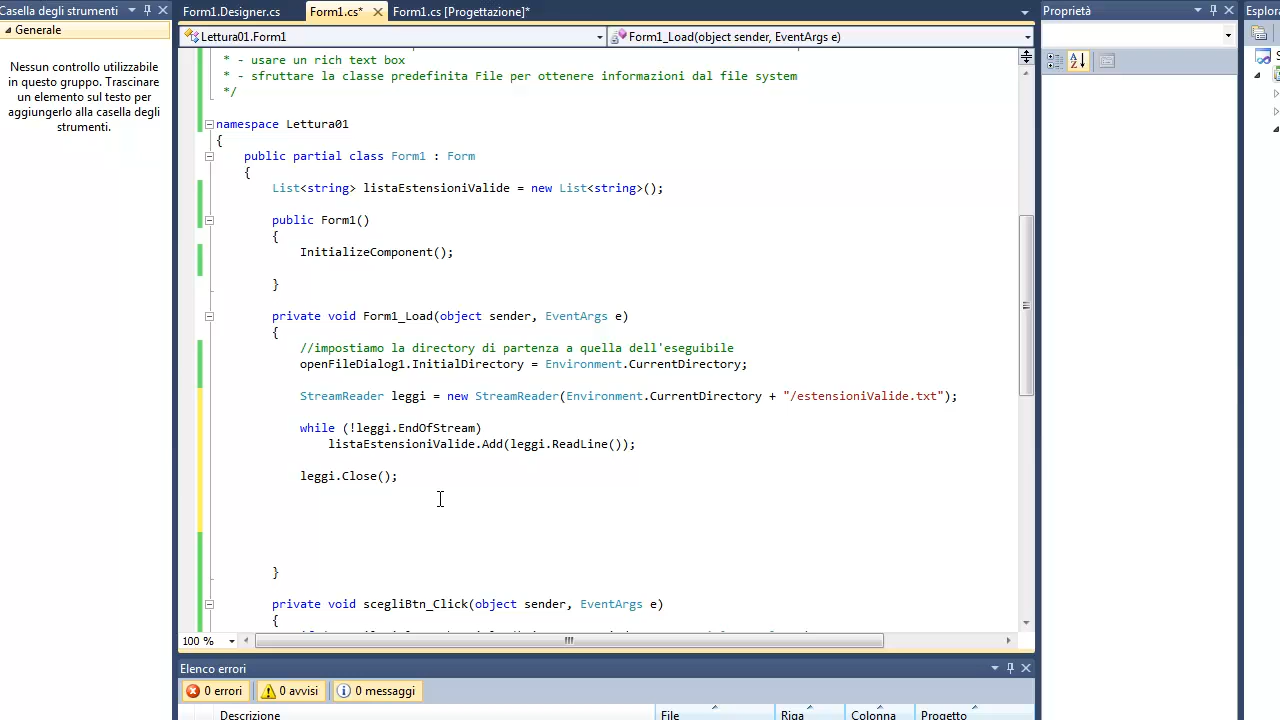 Casella degli strumenti
Generale
Nessun controllo utilizzabile
in questo gruppo. Trascinare
un elemento sul testo per
aggiungerlo alla casella degli
strumenti.
Form1.Designer.cs
Form1.cs*
Form1.cs [Progettazione]*
Lettura01.Form1
Form1_Load(object sender, EventArgs e)
* - usare un rich text box
* - sfruttare la classe predefinita File per ottenere informazioni dal file system
*/
namespace Lettura01
{
public partial class Form1 : Form
{
List<string> listaEstensioniValide = new List<string>();
public Form1()
{
InitializeComponent();
}
private void Form1_Load(object sender, EventArgs e)
{
//impostiamo la directory di partenza a quella dell'eseguibile
openFileDialog1.InitialDirectory = Environment.CurrentDirectory;
StreamReader leggi = new StreamReader(Environment.CurrentDirectory + "/estensioniValide.txt");
while (!leggi.EndOfStream)
listaEstensioniValide.Add(leggi.ReadLine());
leggi.Close();
}
private void scegliBtn_Click(object sender, EventArgs e)
{
100 %
Elenco errori
0 errori
0 avvisi
0 messaggi
Descrizione
File
Riga
Colonna
Progetto
Proprietà
Esplora